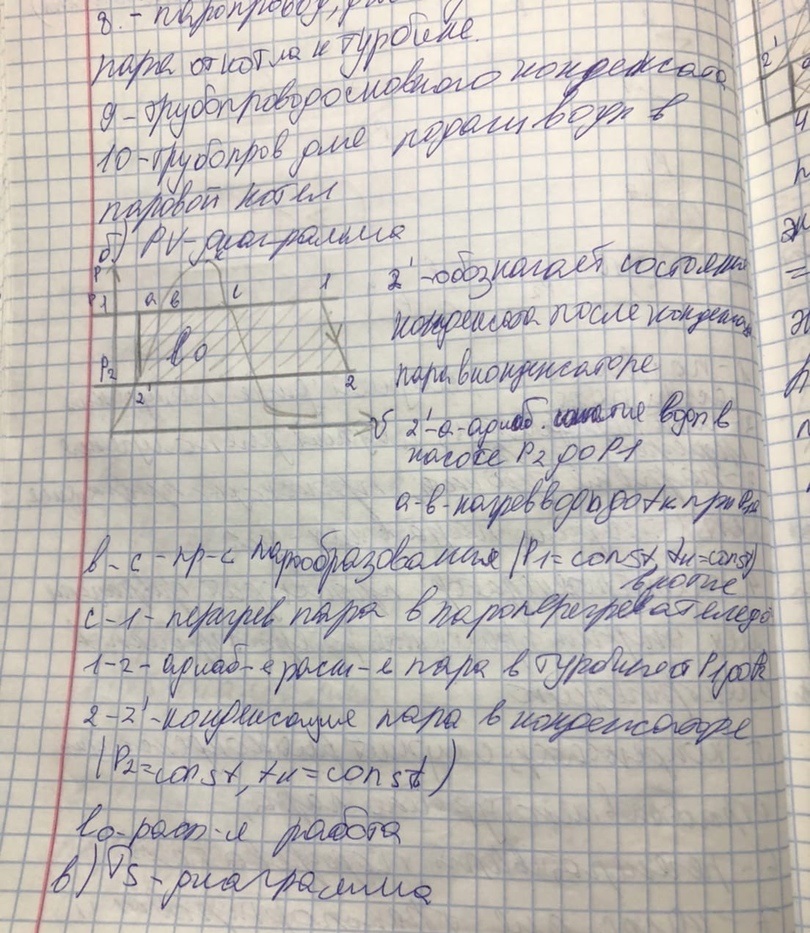 8. - паропровод, для
пара от котла к турбине.
9 - трубопровод основного конденсата
10 - трубопров для подачи воды в
паровой котел
б) PV-диаграмма
P
P1 a в c 1
l0
P2
2' 2
v
2' - обозначает состояние
конденсата после конденса
пара в конденсаторе
2'-a-адиаб. сжатие воды в
насосе P2 до P1
a-в-нагрев воды до tн при P1
в-с-пр-с парообразования (P1=const, tн=const)
в котле
с-1-перегрев пара в пароперегревателе до
1-2-адиаб-е расш-е пара в турбине от P1 до P2
2-2'-конденсация пара в конденсаторе
(P2=const, tн=const)
l0-расп-я работа
в) TS-диаграмма